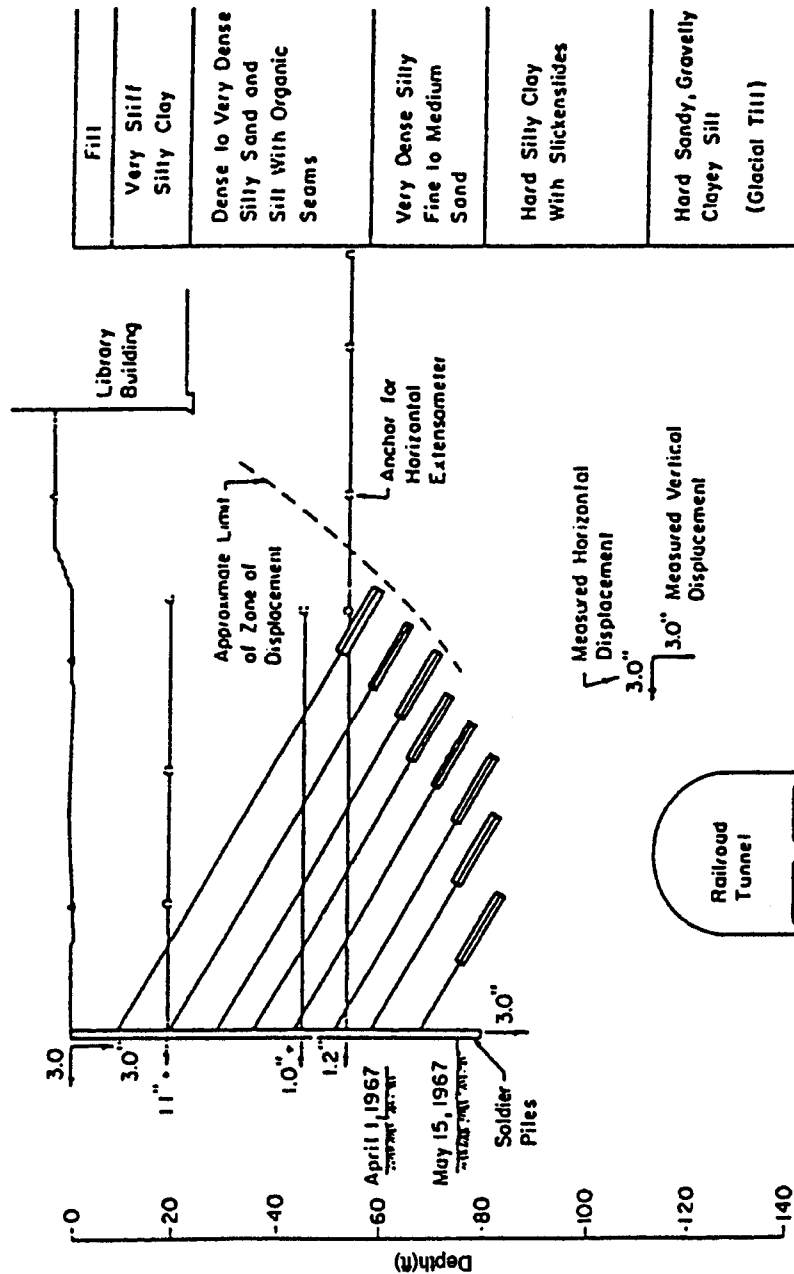 Fill
Very Stiff
Silty Clay
Dense to Very Dense
Silty Sand and
Silt With Organic
Seams
Very Dense Silty
Fine to Medium
Sand
Hard Silty Clay
With Slickenslides
Hard Sandy, Gravelly
Clayey Silt
(Glacial Till)
Library
Building
Approximate Limit
of Zone of
Displacement
Anchor for
Horizontal
Extensometer
Measured Horizontal
Displacement
3.0"
3.0" Measured Vertical
Displacement
Railroad
Tunnel
3.0
3.0"
1.1"
1.0"
1.2"
3.0"
April 1, 1967
May 15, 1967
Soldier
Piles
-0
-20
-40
-60
-80
-100
-120
-140
Depth(ft)